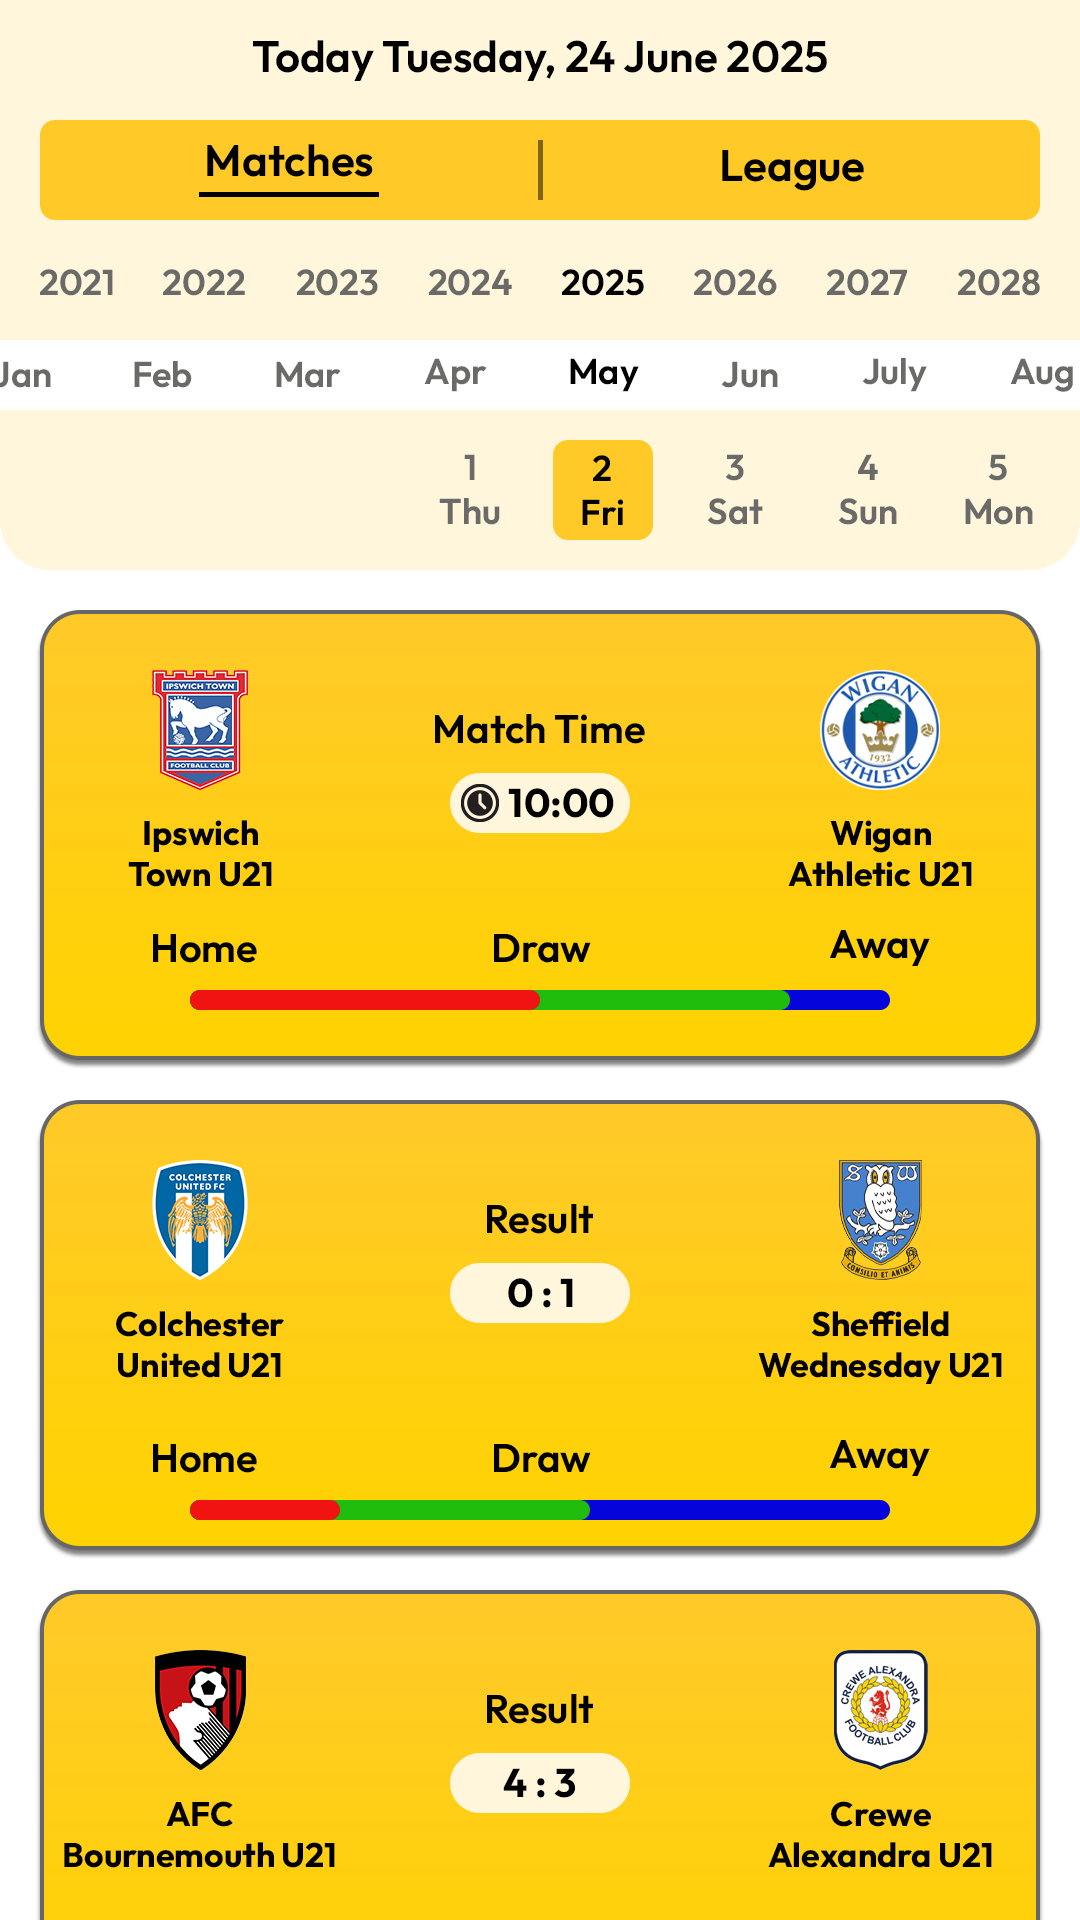 Today Tuesday, 24 June 2025
Matches
League
2021 2022 2023 2024 2025 2026 2027 2028
Jan Feb Mar Apr May Jun July Aug
1 2 3 4 5
Thu Fri Sat Sun Mon
IPSWICH TOWN
FOOTBALL CLUB
WIGAN
1932
ATHLETIC
Match Time
10:00
Ipswich
Town U21
Wigan
Athletic U21
Home Draw Away
COLCHESTER
UNITED FC
S W
CONSILIO ET ANIMIS
Result
0 : 1
Colchester
United U21
Sheffield
Wednesday U21
Home Draw Away
CREWE ALEXANDRA
FOOTBALL CLUB
Result
4 : 3
AFC
Bournemouth U21
Crewe
Alexandra U21